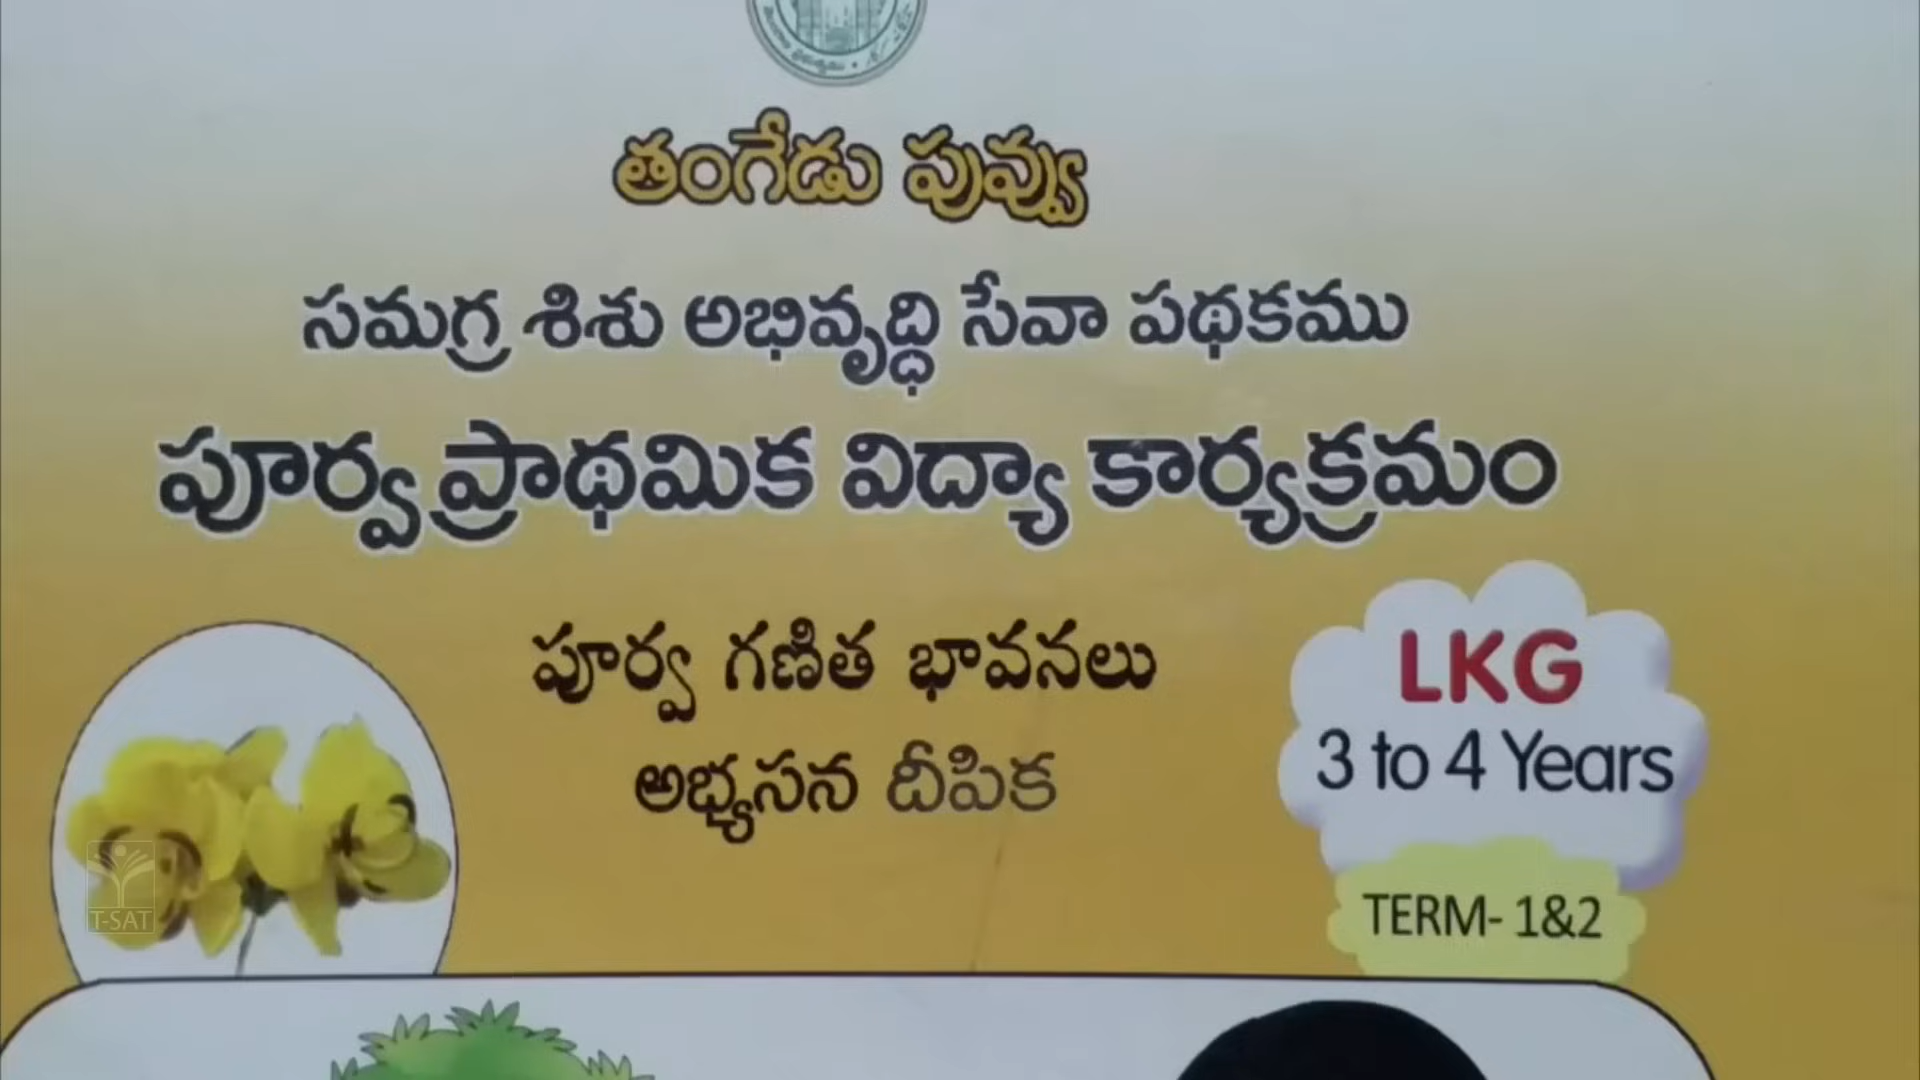 తంగేడు పువ్వు
సమగ్ర శిశు అభివృద్ధి సేవా పథకము
పూర్వ ప్రాథమిక విద్యా కార్యక్రమం
పూర్వ గణిత భావనలు
అభ్యసన దీపిక
LKG
3 to 4 Years
TERM- 1&2
T-SAT